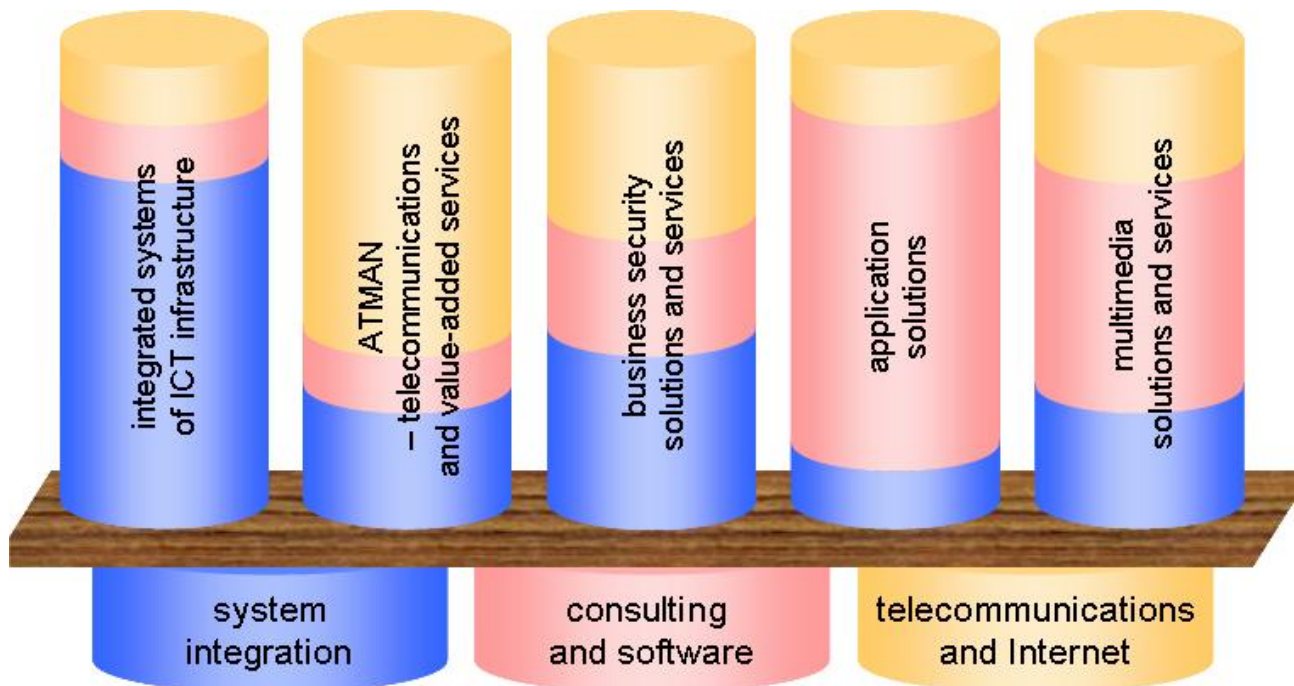 integrated systems
of ICT infrastructure
ATMAN
– telecommunications
and value-added services
business security
solutions and services
application
solutions
multimedia
solutions and services
system
integration
consulting
and software
telecommunications
and Internet